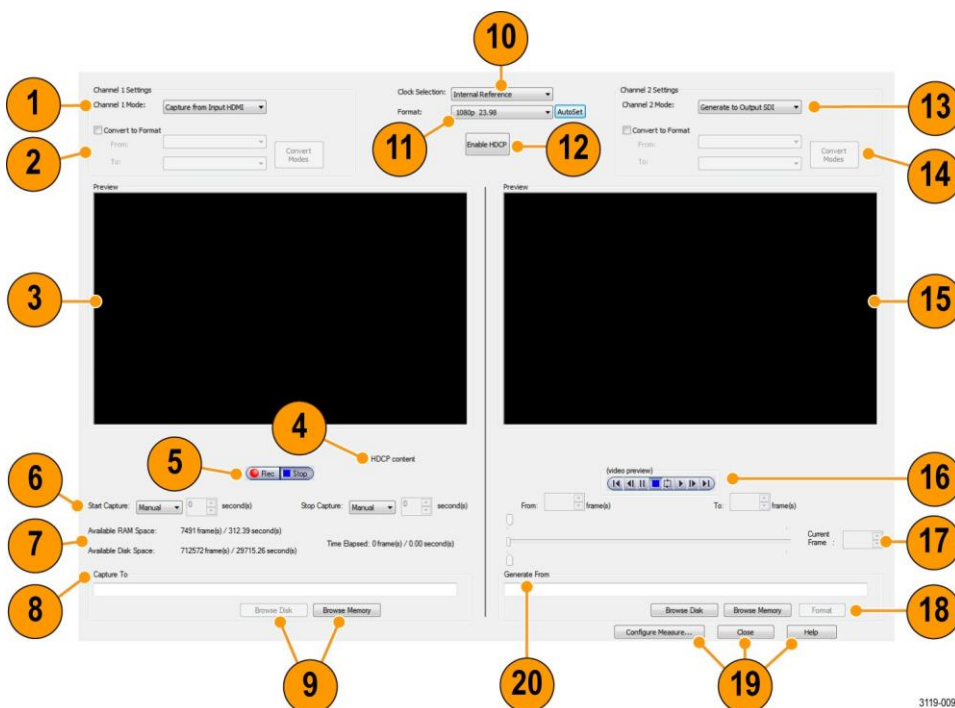 10
Channel 1 Settings
Channel 1 Mode: Capture from Input HDMI
Convert to Format
From:
To:
Convert Modes
1
2
Clock Selection: Internal Reference
Format: 1080p 23.98 AutoSet
Enable HDCP
11
12
Channel 2 Settings
Channel 2 Mode: Generate to Output SDI
Convert to Format
From:
To:
Convert Modes
13
14
Preview
3
Preview
15
4
HDCP content
5
Rec Stop
6
Start Capture: Manual 0 second(s) Stop Capture: Manual 0 second(s)
7
Available RAM Space: 7491 frame(s) / 312.39 second(s)
Available Disk Space: 712572 frame(s) / 29715.26 second(s)
Time Elapsed: 0 frame(s) / 0.00 second(s)
8
Capture To
Browse Disk Browse Memory
9
(video preview)
16
From: frame(s) To: frame(s)
Current Frame :
17
Generate From
Browse Disk Browse Memory Format
18
Configure Measure... Close Help
20
19
3119-009